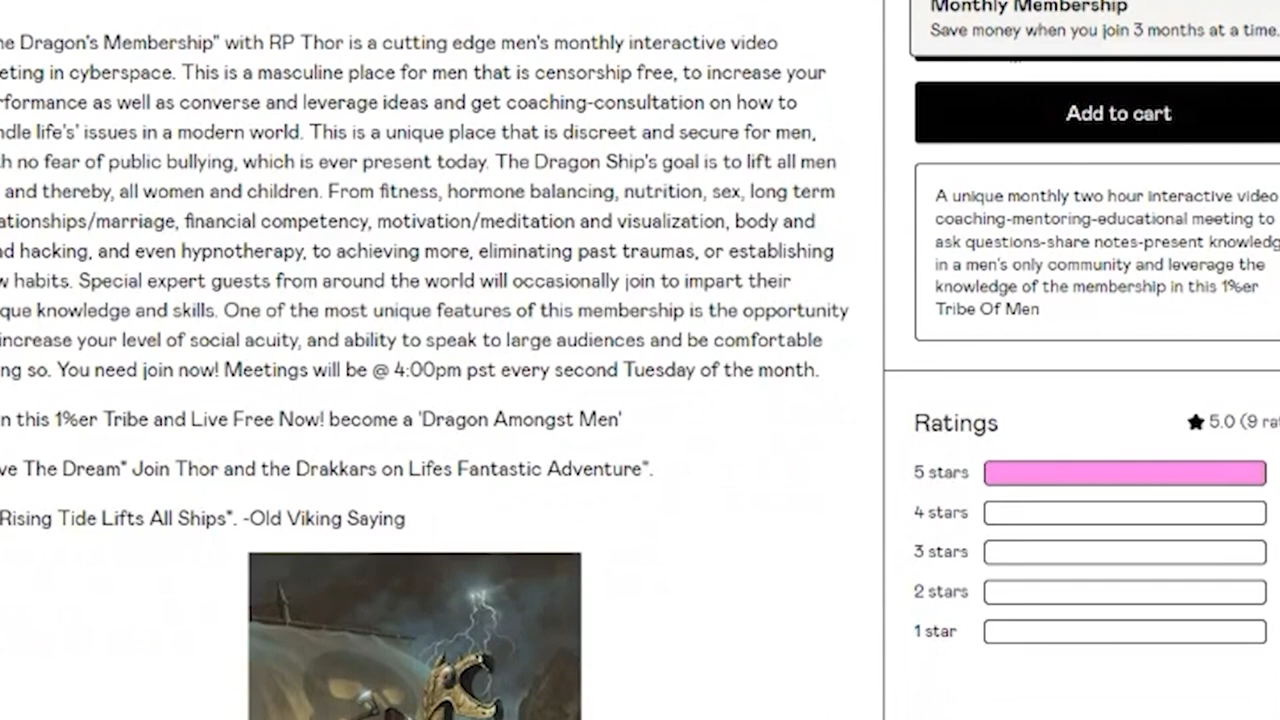 he Dragon's Membership" with RP Thor is a cutting edge men's monthly interactive video
eting in cyberspace. This is a masculine place for men that is censorship free, to increase your
rformance as well as converse and leverage ideas and get coaching-consultation on how to
ndle life's' issues in a modern world. This is a unique place that is discreet and secure for men,
h no fear of public bullying, which is ever present today. The Dragon Ship's goal is to lift all men
and thereby, all women and children. From fitness, hormone balancing, nutrition, sex, long term
ationships/marriage, financial competency, motivation/meditation and visualization, body and
nd hacking, and even hypnotherapy, to achieving more, eliminating past traumas, or establishing
w habits. Special expert guests from around the world will occasionally join to impart their
que knowledge and skills. One of the most unique features of this membership is the opportunity
increase your level of social acuity, and ability to speak to large audiences and be comfortable
ng so. You need join now! Meetings will be @ 4:00pm pst every second Tuesday of the month.
n this 1%er Tribe and Live Free Now! become a 'Dragon Amongst Men'
ve The Dream" Join Thor and the Drakkars on Lifes Fantastic Adventure".
Rising Tide Lifts All Ships". -Old Viking Saying
Monthly Membership
Save money when you join 3 months at a time.
Add to cart
A unique monthly two hour interactive video
coaching-mentoring-educational meeting to
ask questions-share notes-present knowledg
in a men's only community and leverage the
knowledge of the membership in this 1%er
Tribe Of Men
Ratings
5.0 (9 rat
5 stars
4 stars
3 stars
2 stars
1 star